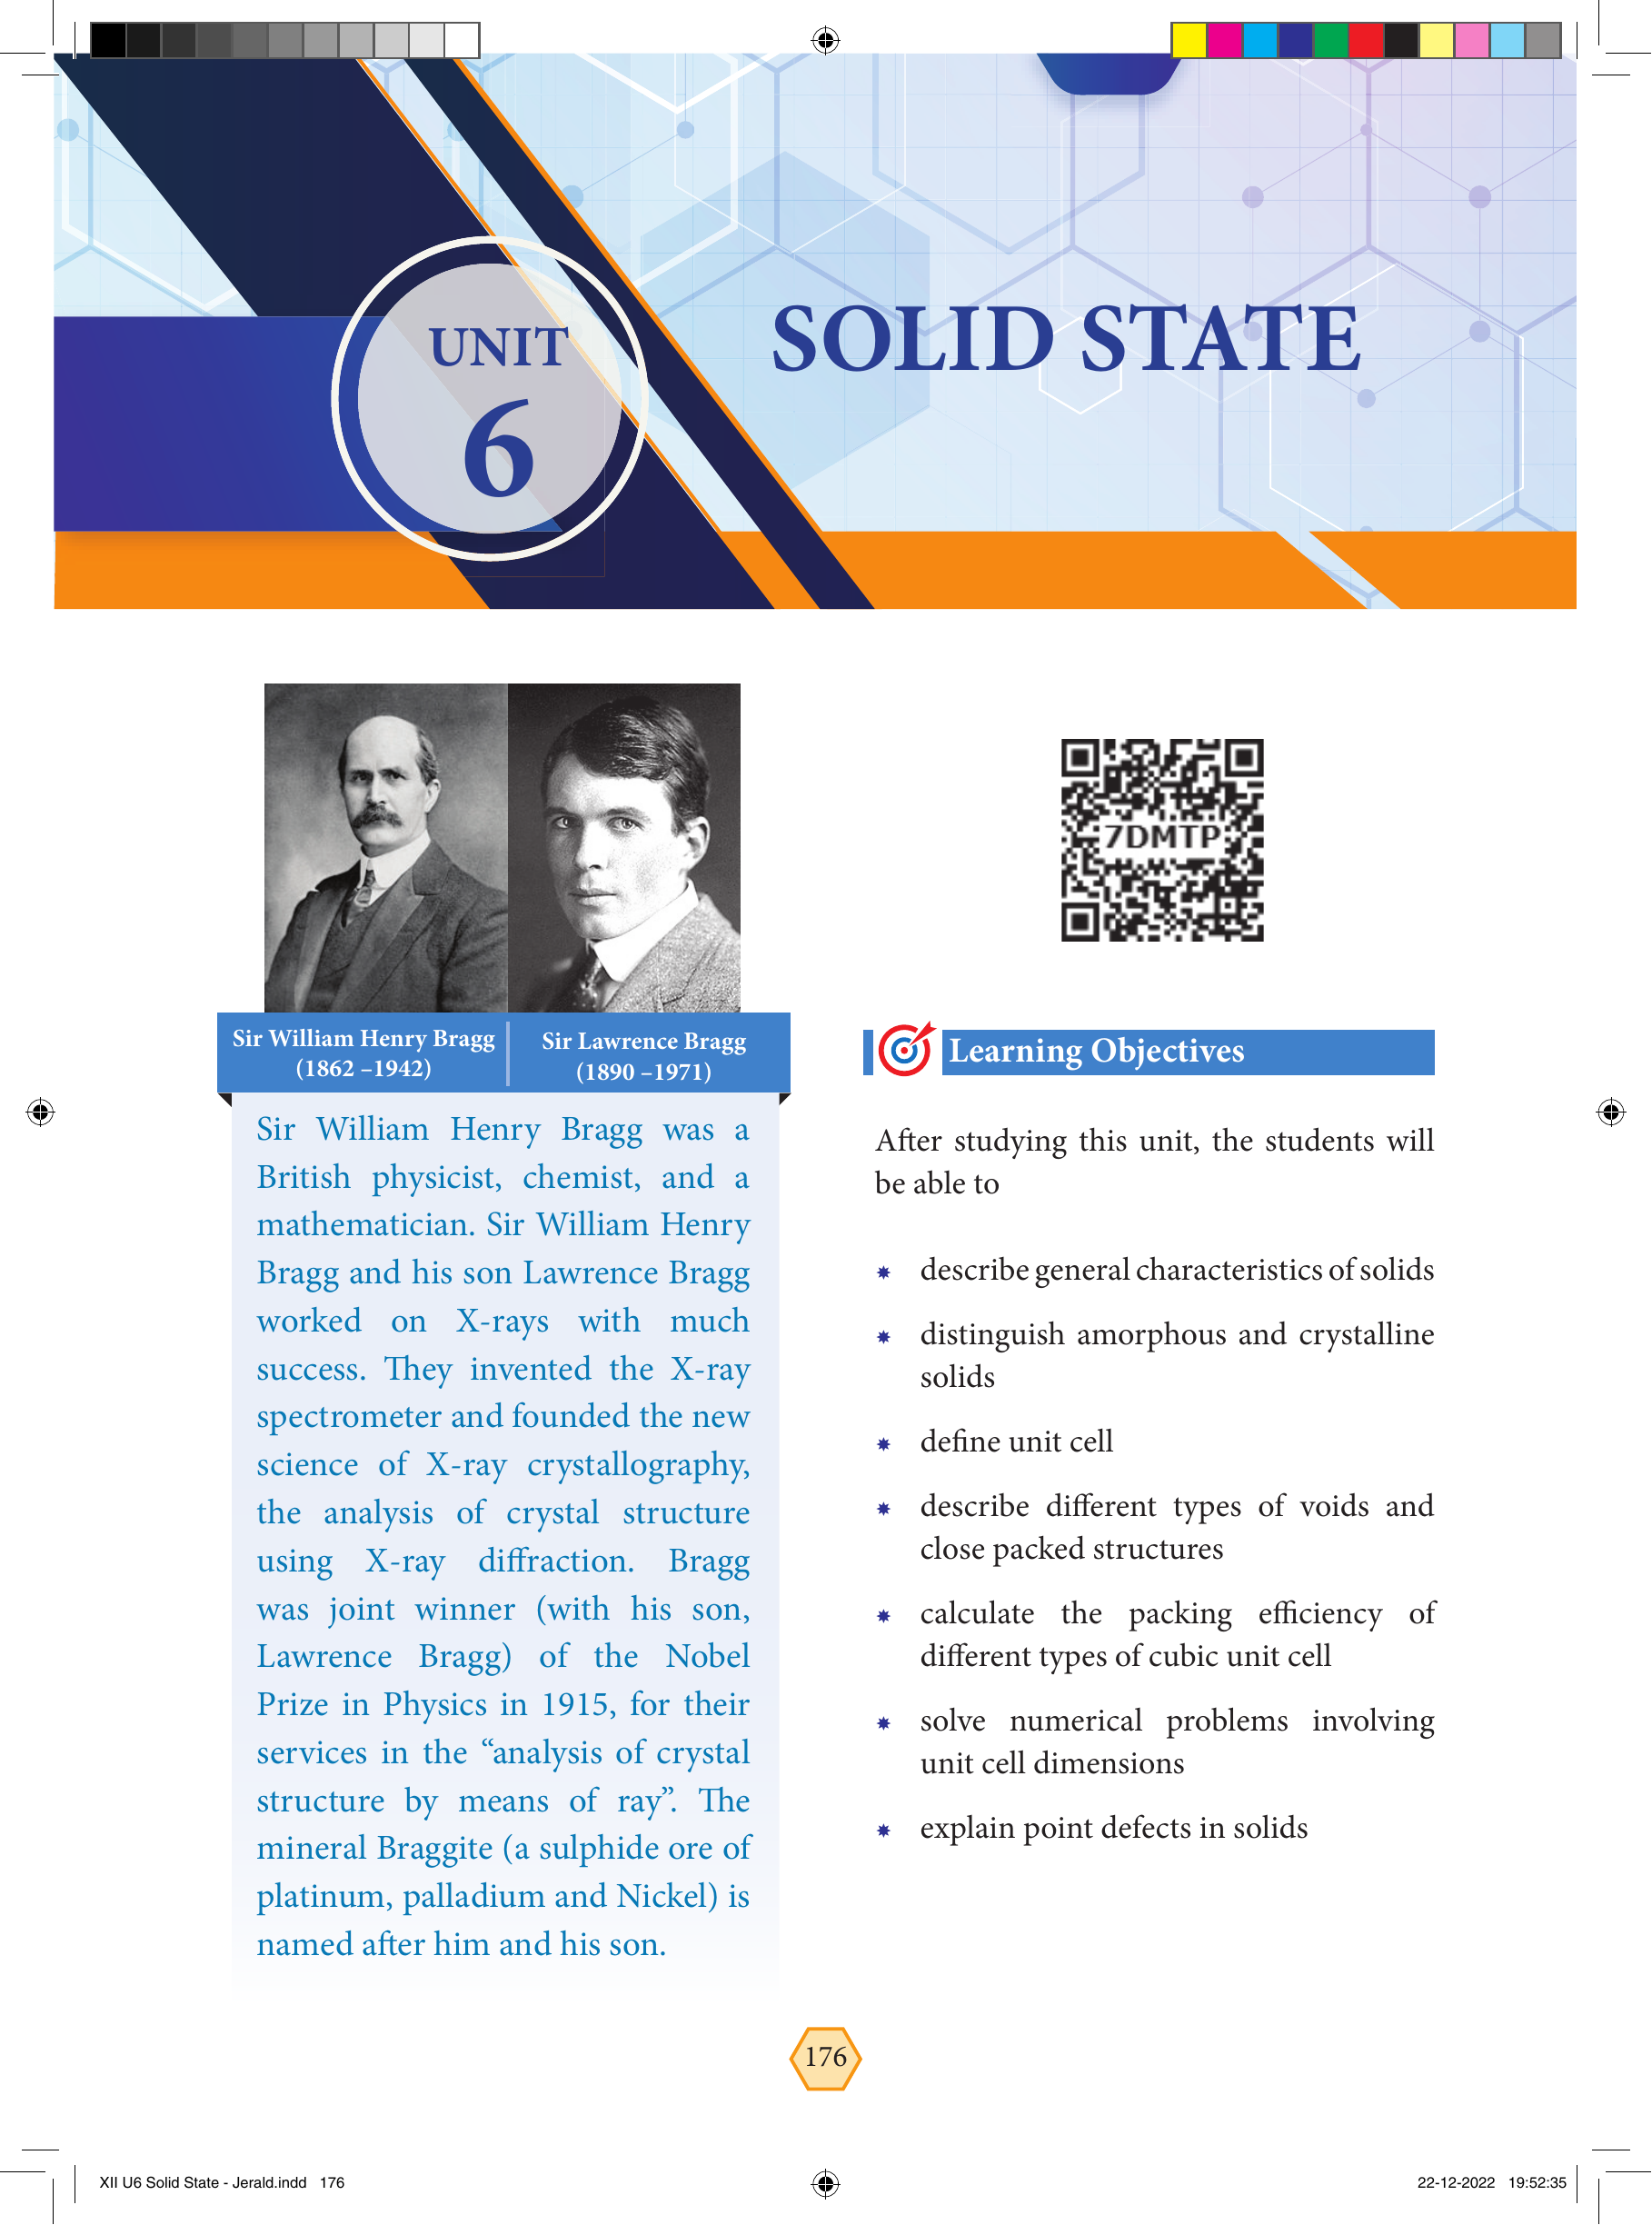 UNIT
6
SOLID STATE
7DMTP
Sir William Henry Bragg
(1862 –1942)
Sir Lawrence Bragg
(1890 –1971)
Sir William Henry Bragg was a
British physicist, chemist, and a
mathematician. Sir William Henry
Bragg and his son Lawrence Bragg
worked on X-rays with much
success. They invented the X-ray
spectrometer and founded the new
science of X-ray crystallography,
the analysis of crystal structure
using X-ray diffraction. Bragg
was joint winner (with his son,
Lawrence Bragg) of the Nobel
Prize in Physics in 1915, for their
services in the “analysis of crystal
structure by means of ray”. The
mineral Braggite (a sulphide ore of
platinum, palladium and Nickel) is
named after him and his son.
Learning Objectives
After studying this unit, the students will
be able to
describe general characteristics of solids
distinguish amorphous and crystalline
solids
define unit cell
describe different types of voids and
close packed structures
calculate the packing efficiency of
different types of cubic unit cell
solve numerical problems involving
unit cell dimensions
explain point defects in solids
176
XII U6 Solid State - Jerald.indd 176
22-12-2022 19:52:35